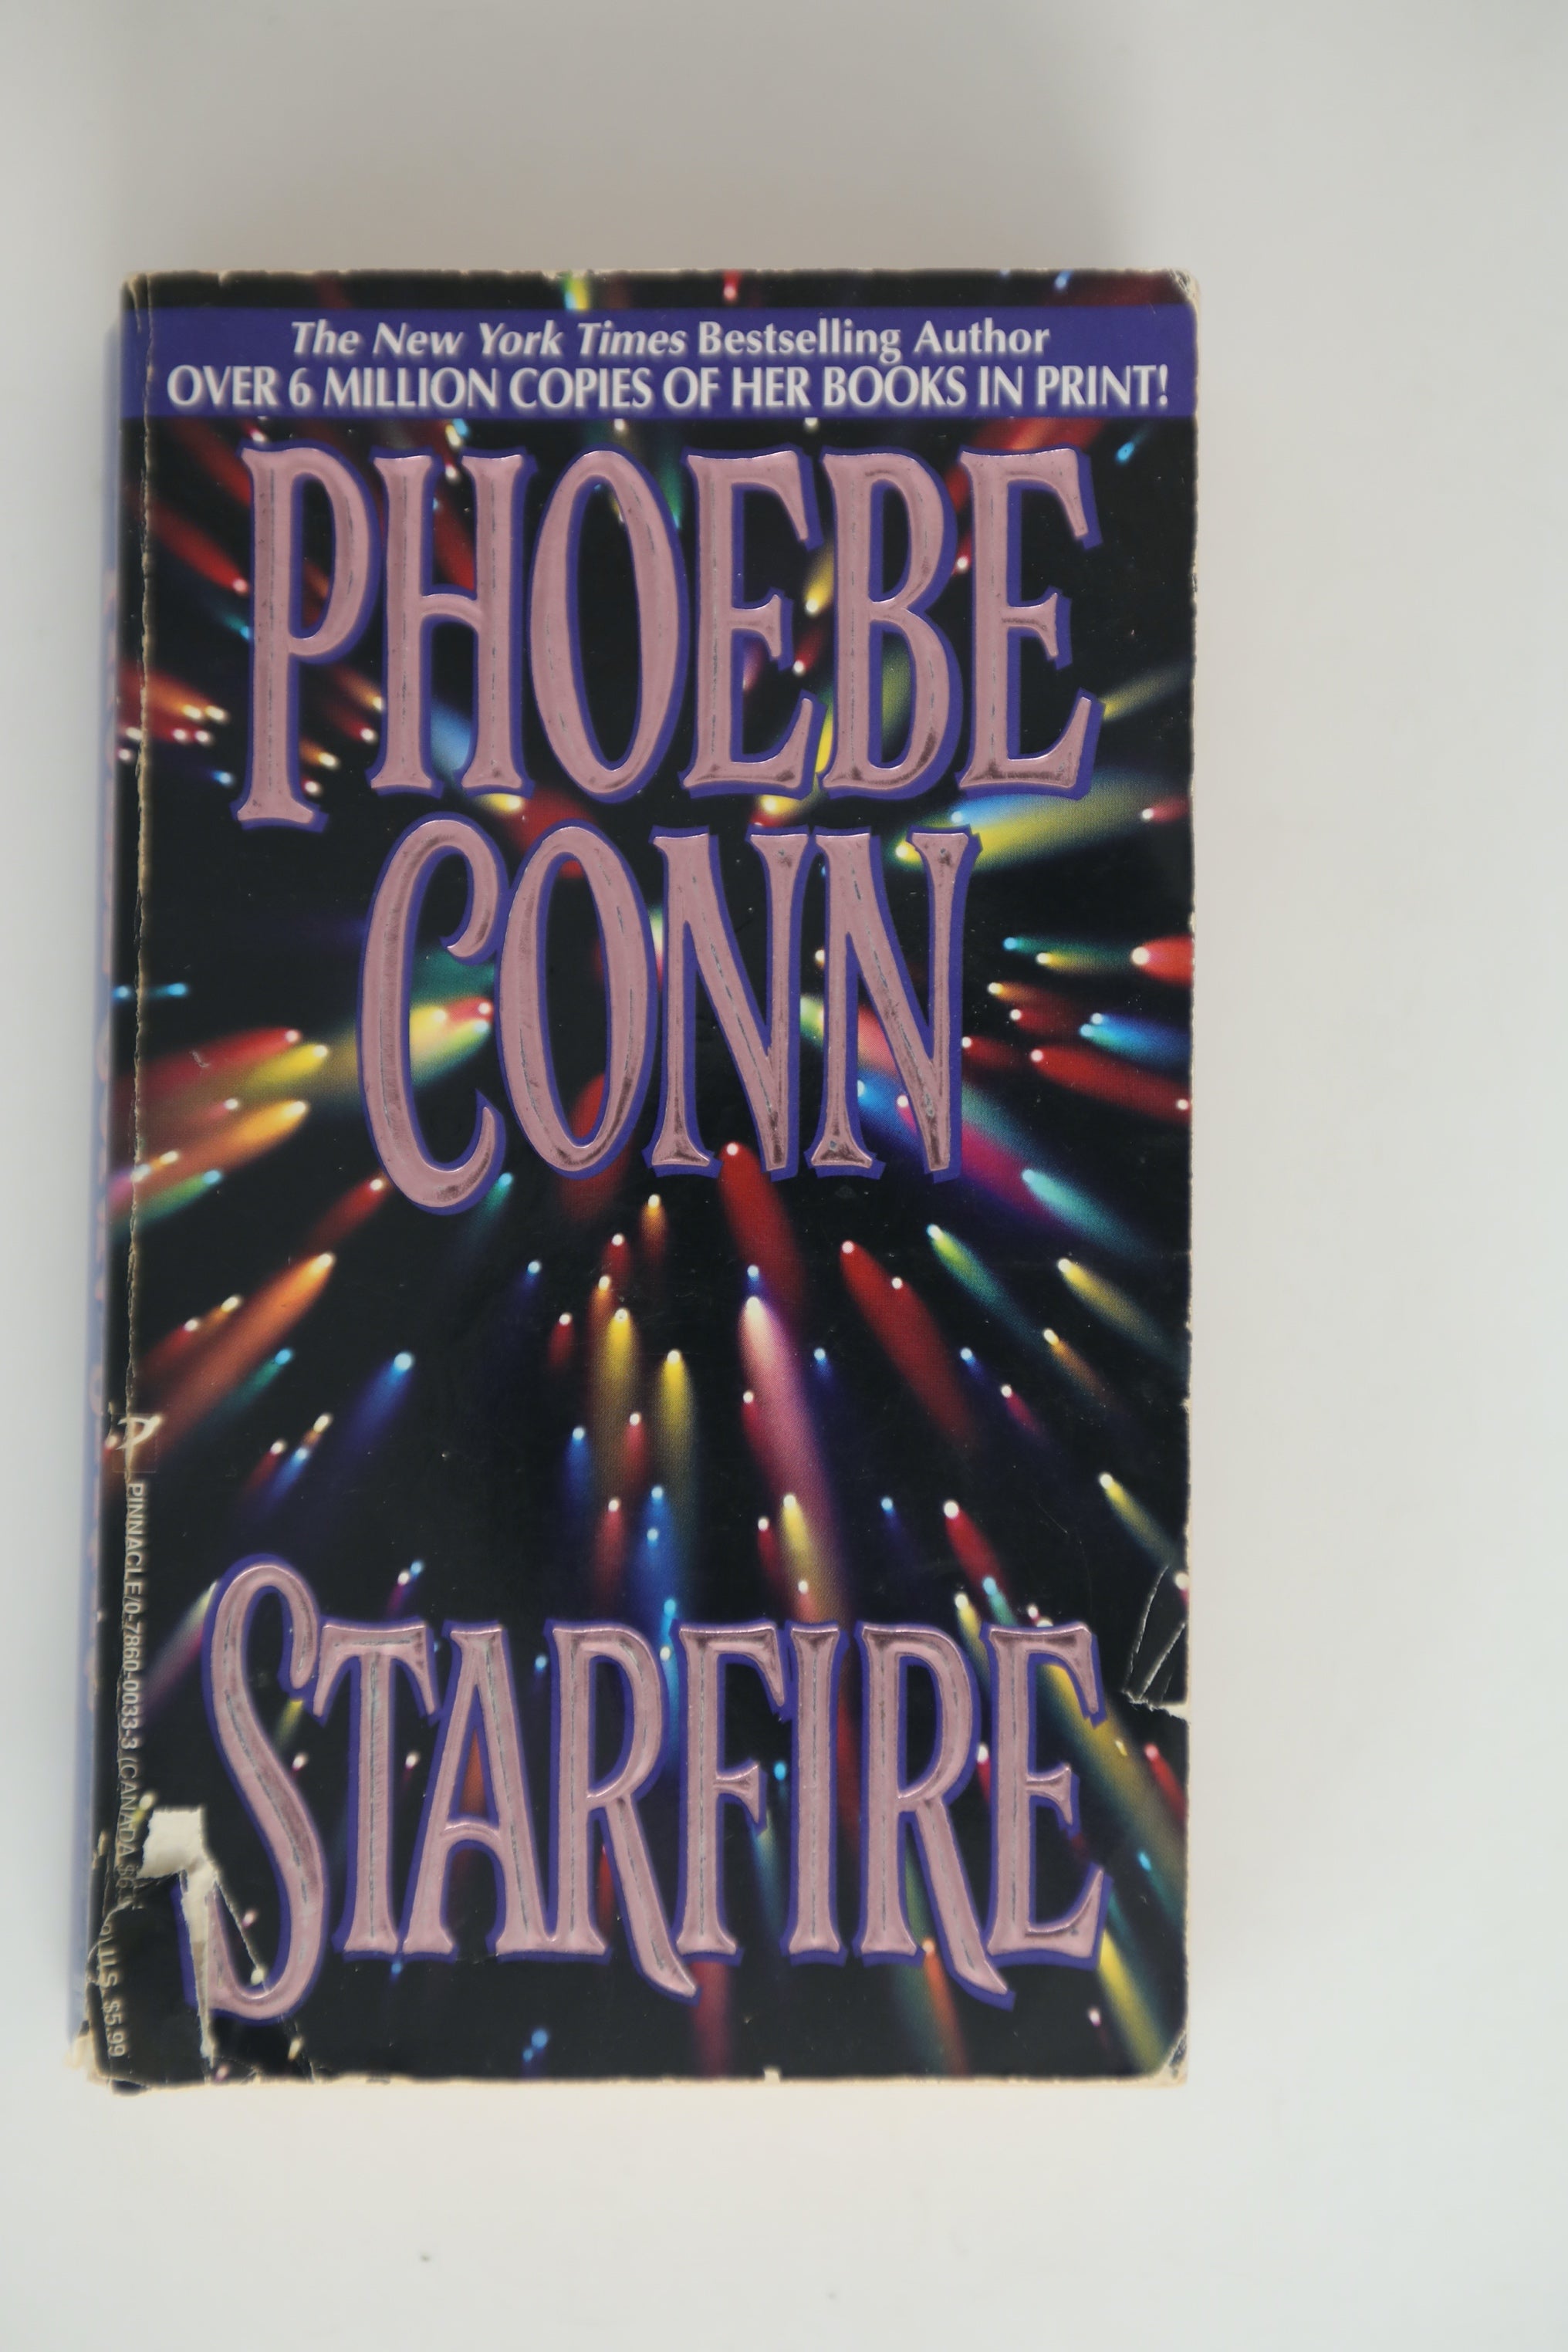 The New York Times Bestselling Author
OVER 6 MILLION COPIES OF HER BOOKS IN PRINT!
PHOEBE
CONN
STARFIRE
PINNACLE/0-7860-0033-3 (CANADA
U.S. $5.99